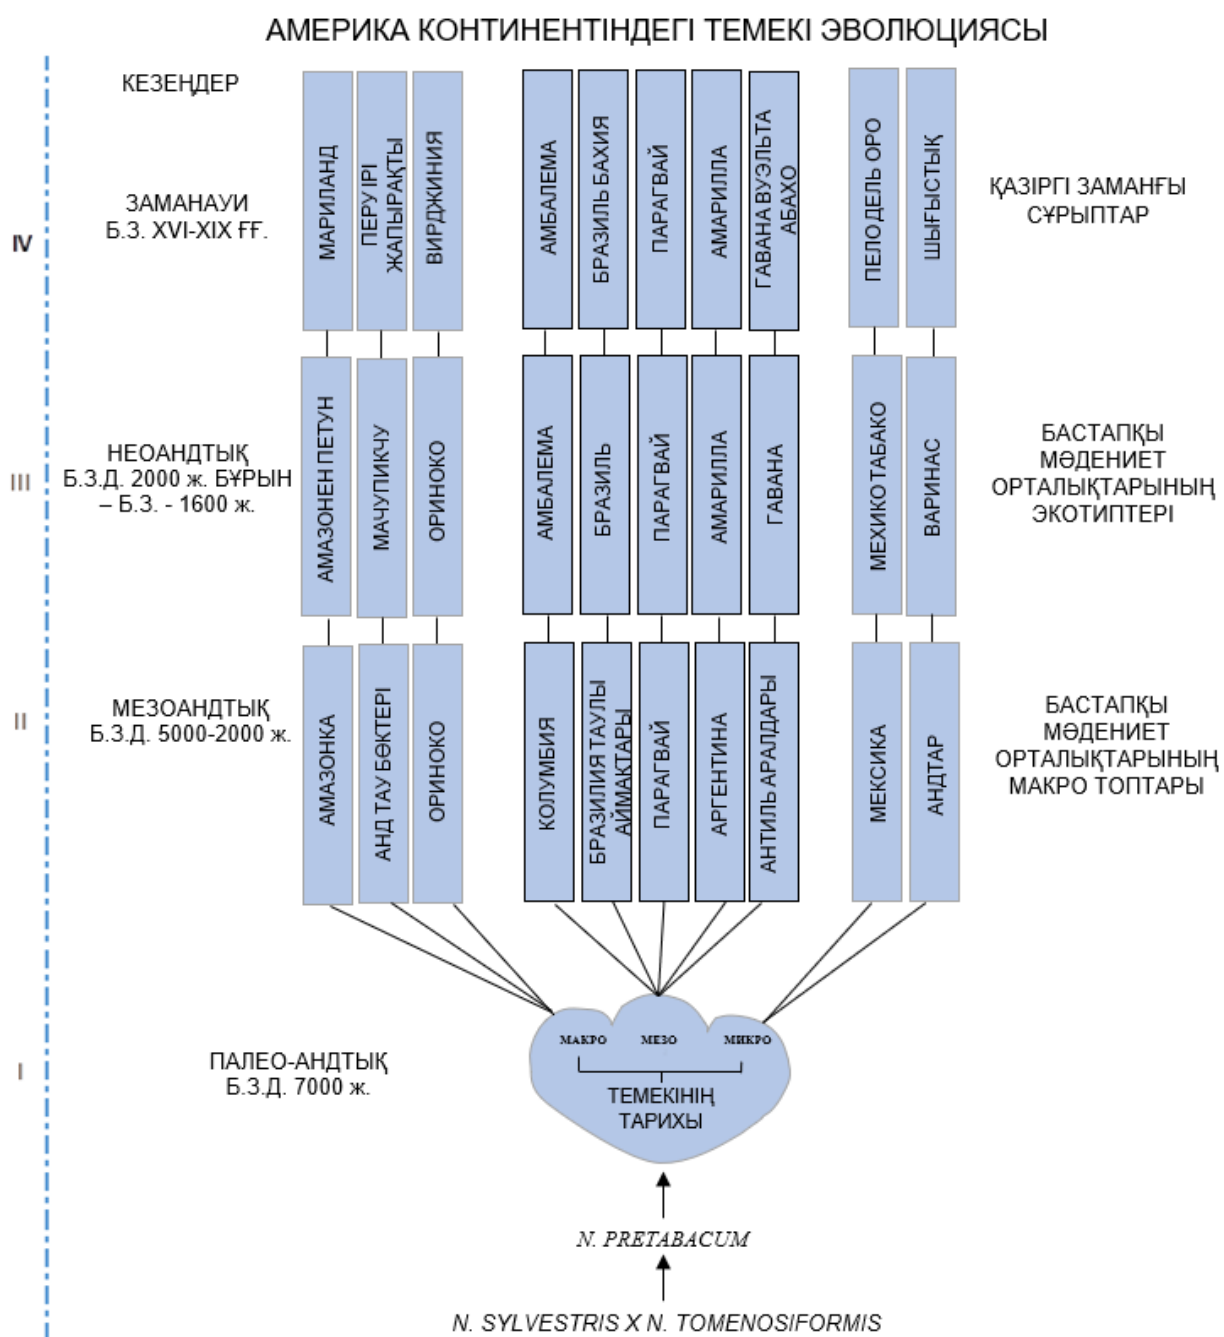 АМЕРИКА КОНТИНЕНТІНДЕГІ ТЕМЕКІ ЭВОЛЮЦИЯСЫ
КЕЗЕҢДЕР
IV
ЗАМАНАУИ
Б.З. XVI-XIX ҒҒ.
МАРИЛАНД
ПЕРУ ІРІ
ЖАПЫРАҚТЫ
ВИРДЖИНИЯ
АМБАЛЕМА
БРАЗИЛЬ БАХИЯ
ПАРАГВАЙ
АМАРИЛЛА
ГАВАНА ВУЭЛЬТА
АБАХО
ПЕЛОДЕЛЬ ОРО
ШЫҒЫСТЫҚ
ҚАЗІРГІ ЗАМАНҒЫ
СҰРЫПТАР
III
НЕОАНДТЫҚ
Б.З.Д. 2000 ж. БҰРЫН
– Б.З. - 1600 ж.
АМАЗОНЕН ПЕТУН
МАЧУПИКЧУ
ОРИНОКО
АМБАЛЕМА
БРАЗИЛЬ
ПАРАГВАЙ
АМАРИЛЛА
ГАВАНА
МЕХИКО ТАБАКО
ВАРИНАС
БАСТАПҚЫ
МӘДЕНИЕТ
ОРТАЛЫҚТАРЫНЫҢ
ЭКОТИПТЕРІ
II
МЕЗОАНДТЫҚ
Б.З.Д. 5000-2000 ж.
АМАЗОНКА
АНД ТАУ БӨКТЕРІ
ОРИНОКО
КОЛУМБИЯ
БРАЗИЛИЯ ТАУЛЫ
АЙМАКТАРЫ
ПАРАГВАЙ
АРГЕНТИНА
АНТИЛЬ АРАЛДАРЫ
МЕКСИКА
АНДТАР
БАСТАПҚЫ
МӘДЕНИЕТ
ОРТАЛЫҚТАРЫНЫҢ
МАКРО ТОПТАРЫ
I
ПАЛЕО-АНДТЫҚ
Б.З.Д. 7000 ж.
МАКРО МЕЗО МИКРО
ТЕМЕКІНІҢ
ТАРИХЫ
N. PRETABACUM
N. SYLVESTRIS X N. TOMENOSIFORMIS